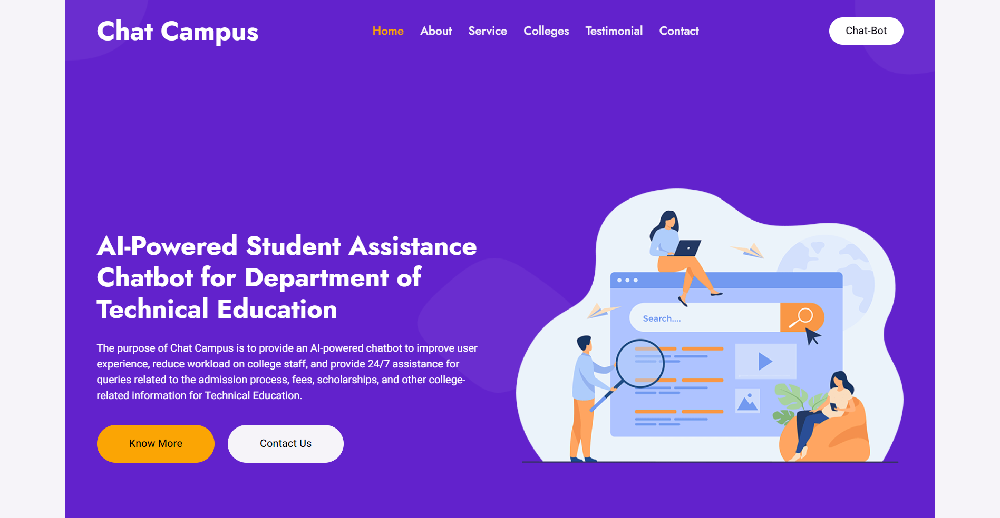 Chat Campus
Home About Service Colleges Testimonial Contact
Chat-Bot
AI-Powered Student Assistance
Chatbot for Department of
Technical Education
The purpose of Chat Campus is to provide an AI-powered chatbot to improve user
experience, reduce workload on college staff, and provide 24/7 assistance for
queries related to the admission process, fees, scholarships, and other college-
related information for Technical Education.
Know More
Contact Us
Search....